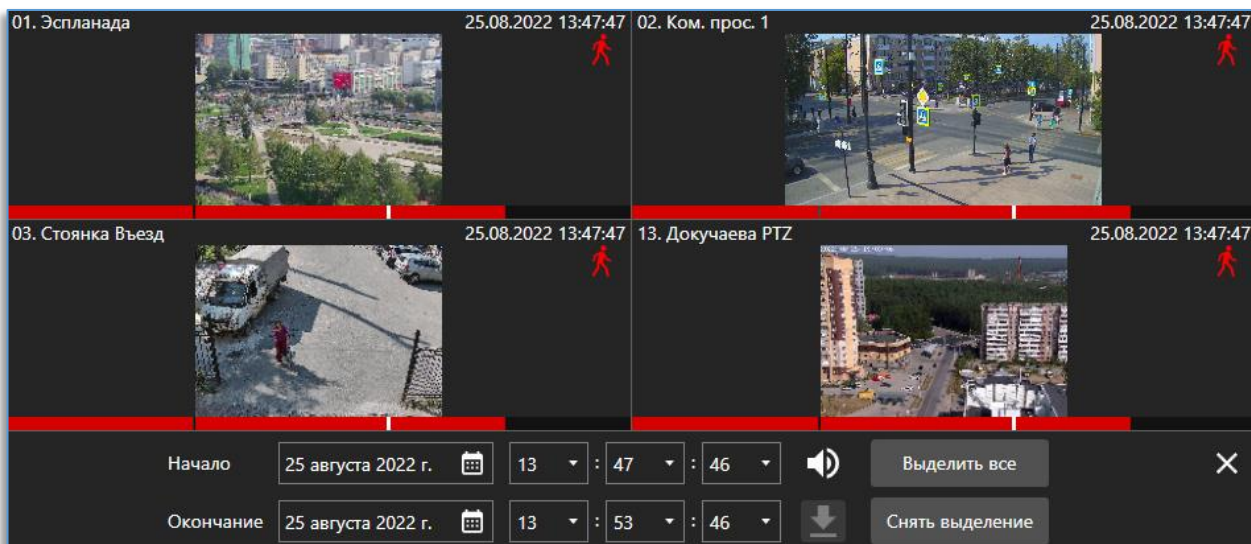 01. Эспланада 25.08.2022 13:47:47
02. Ком. прос. 1 25.08.2022 13:47:47
03. Стоянка Въезд 25.08.2022 13:47:47
13. Докучаева PTZ 25.08.2022 13:47:47
Начало 25 августа 2022 г. 13 : 47 : 46 Выделить все
Окончание 25 августа 2022 г. 13 : 53 : 46 Снять выделение